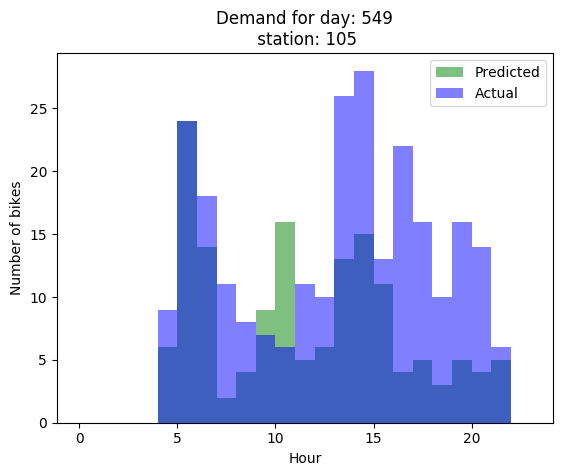 Demand for day: 549
station: 105
Predicted
Actual
25
20
15
10
5
0
Number of bikes
0 5 10 15 20
Hour